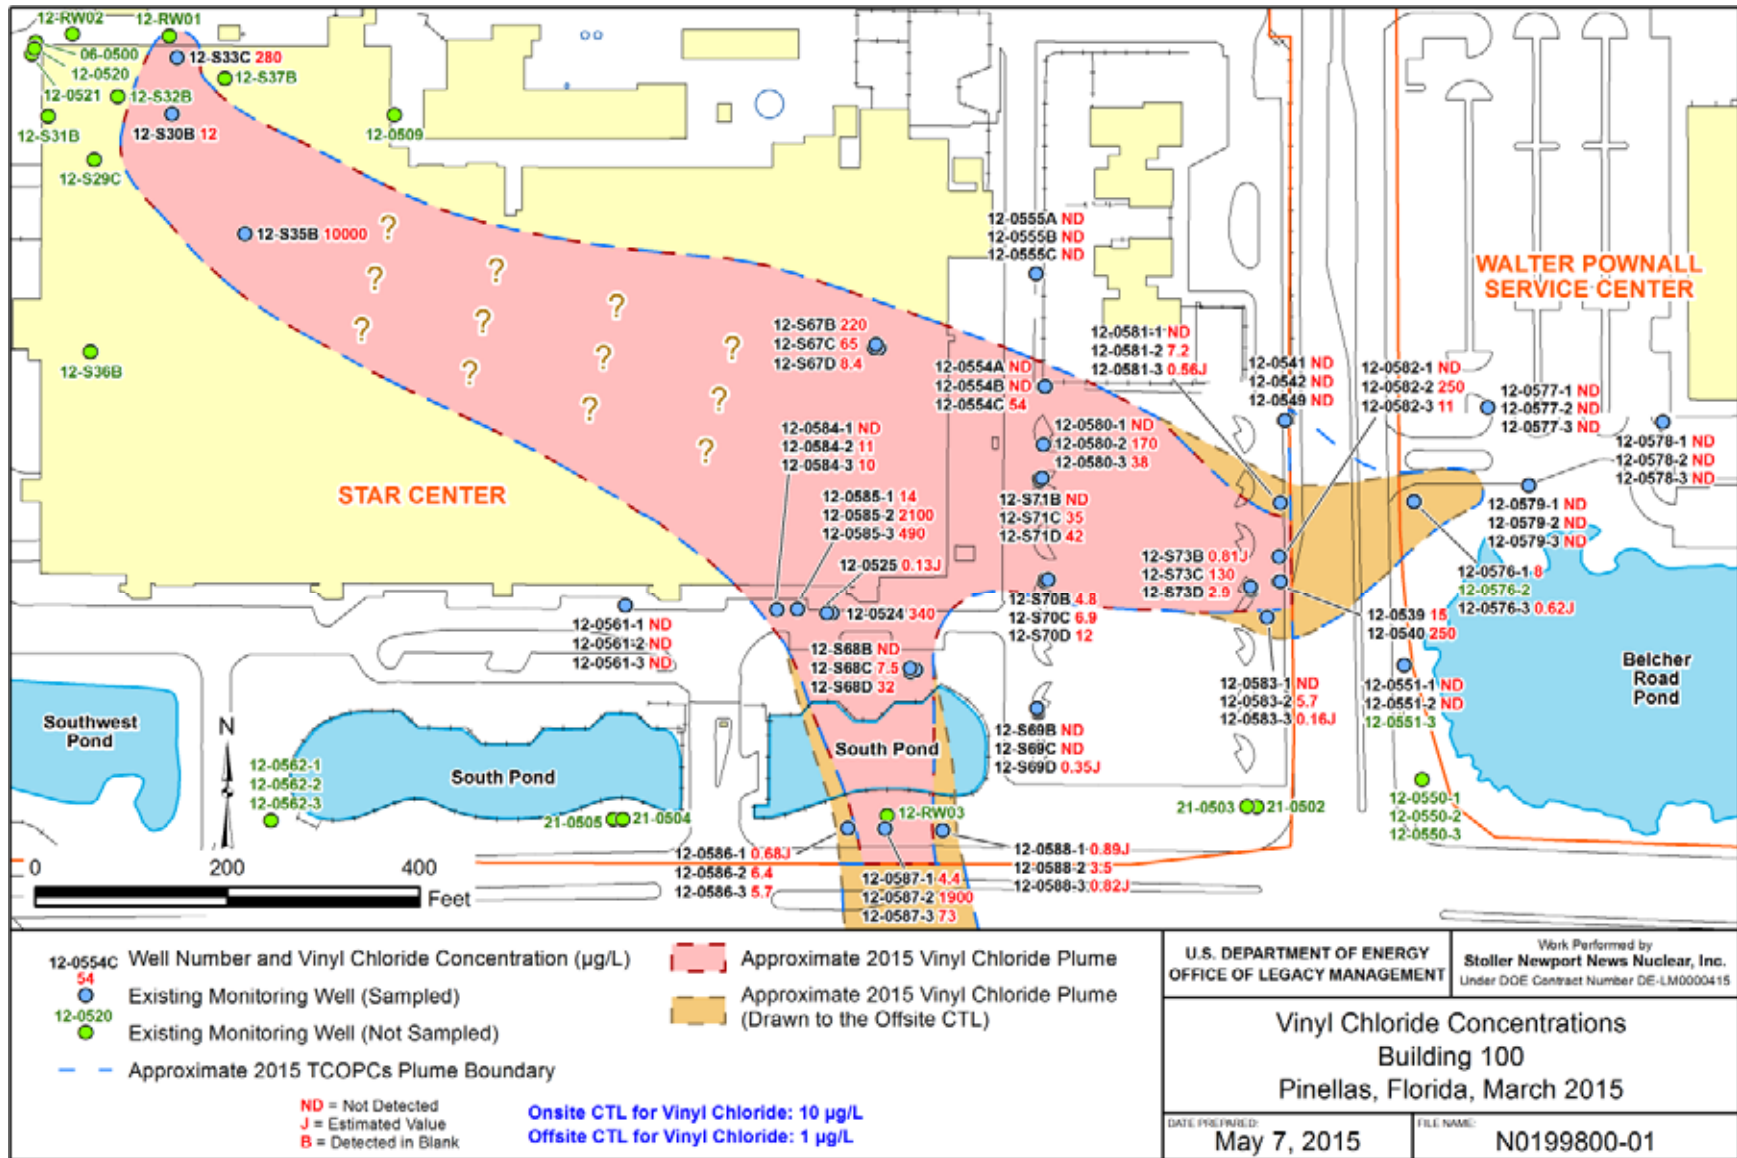 12-RW02
12-RW01
06-0500
12-0520
12-0521
12-S33C 280
12-S37B
12-S32B
12-S31B
12-S30B 12
12-0509
12-S29C
12-S35B 10000
12-S36B
? ? ? ? ? ? ? ? ? ? ? ? ?
12-0555A ND
12-0555B ND
12-0555C ND
WALTER POWNALL
SERVICE CENTER
12-S67B 220
12-S67C 65
12-S67D 8.4
12-0554A ND
12-0554B ND
12-0554C 54
12-0581-1 ND
12-0581-2 7.2
12-0581-3 0.56J
12-0541 ND
12-0542 ND
12-0549 ND
12-0582-1 ND
12-0582-2 250
12-0582-3 11
12-0577-1 ND
12-0577-2 ND
12-0577-3 ND
12-0578-1 ND
12-0578-2 ND
12-0578-3 ND
12-0584-1 ND
12-0584-2 11
12-0584-3 10
12-0580-1 ND
12-0580-2 170
12-0580-3 38
STAR CENTER
12-0585-1 14
12-0585-2 2100
12-0585-3 490
12-S71B ND
12-S71C 35
12-S71D 42
12-0579-1 ND
12-0579-2 ND
12-0579-3 ND
12-0525 0.13J
12-0524 340
12-S73B 0.81J
12-S73C 130
12-S73D 2.9
12-0576-1 8
12-0576-2
12-0576-3 0.62J
12-S70B 4.8
12-S70C 6.9
12-S70D 12
12-0539 15
12-0540 250
12-0561-1 ND
12-0561-2 ND
12-0561-3 ND
12-S68B ND
12-S68C 7.5
12-S68D 32
12-0583-1 ND
12-0583-2 5.7
12-0583-3 0.16J
12-0551-1 ND
12-0551-2 ND
12-0551-3
Belcher
Road
Pond
Southwest
Pond
N
South Pond
South Pond
12-S69B ND
12-S69C ND
12-S69D 0.35J
12-0562-1
12-0562-2
12-0562-3
21-0505
21-0504
12-RW03
21-0503
21-0502
12-0550-1
12-0550-2
12-0550-3
12-0586-1 0.68J
12-0586-2 6.4
12-0586-3 5.7
12-0587-1 4.4
12-0587-2 1900
12-0587-3 73
12-0588-1 0.89J
12-0588-2 3.5
12-0588-3 0.82J
0 200 400
Feet
12-0554C
54
Well Number and Vinyl Chloride Concentration (µg/L)
Existing Monitoring Well (Sampled)
12-0520
Existing Monitoring Well (Not Sampled)
Approximate 2015 TCOPCs Plume Boundary
Approximate 2015 Vinyl Chloride Plume
Approximate 2015 Vinyl Chloride Plume
(Drawn to the Offsite CTL)
ND = Not Detected
J = Estimated Value
B = Detected in Blank
Onsite CTL for Vinyl Chloride: 10 µg/L
Offsite CTL for Vinyl Chloride: 1 µg/L
U.S. DEPARTMENT OF ENERGY
OFFICE OF LEGACY MANAGEMENT
Work Performed by
Stoller Newport News Nuclear, Inc.
Under DOE Contract Number DE-LM0000415
Vinyl Chloride Concentrations
Building 100
Pinellas, Florida, March 2015
DATE PREPARED:
May 7, 2015
FILE NAME:
N0199800-01